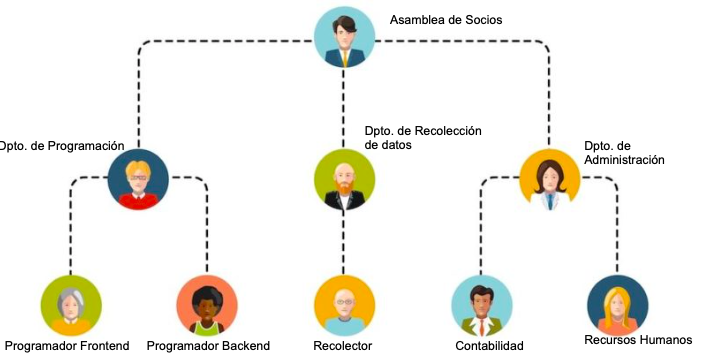 Asamblea de Socios
Dpto. de Programación
Dpto. de Recolección
de datos
Dpto. de
Administración
Programador Frontend
Programador Backend
Recolector
Contabilidad
Recursos Humanos